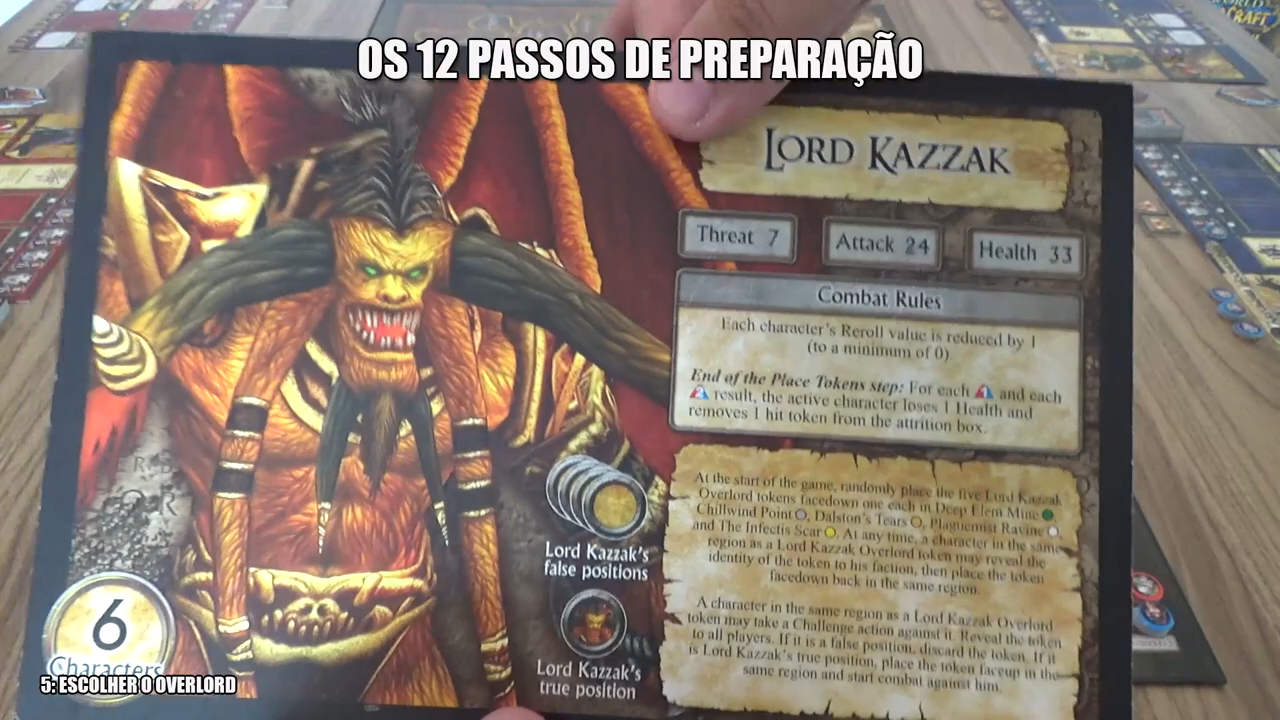 OS 12 PASSOS DE PREPARAÇÃO
LORD KAZZAK
Threat 7
Attack 24
Health 33
Combat Rules
Each character's Reroll value is reduced by 1
(to a minimum of 0)
End of the Place Tokens step: For each 1 and each
2 result, the active character loses 1 Health and
removes 1 hit token from the attrition box.
At the start of the game, randomly place the five Lord Kazzak
Overlord tokens facedown one each in Deep Elem Mine
Chillwind Point, Dalston's Tears, Plaguemist Ravine,
and The Infectis Scar. At any time, a character in the same
region as a Lord Kazzak Overlord token may reveal the
identity of the token to his faction, then place the token
facedown back in the same region.
A character in the same region as a Lord Kazzak Overlord
token may take a Challenge action against it. Reveal the token
to all players. If it is a false position, discard the token. If it
is Lord Kazzak's true position, place the token faceup in the
same region and start combat against him.
Lord Kazzak's
false positions
Lord Kazzak's
true position
6
Characters
5: ESCOLHER O OVERLORD